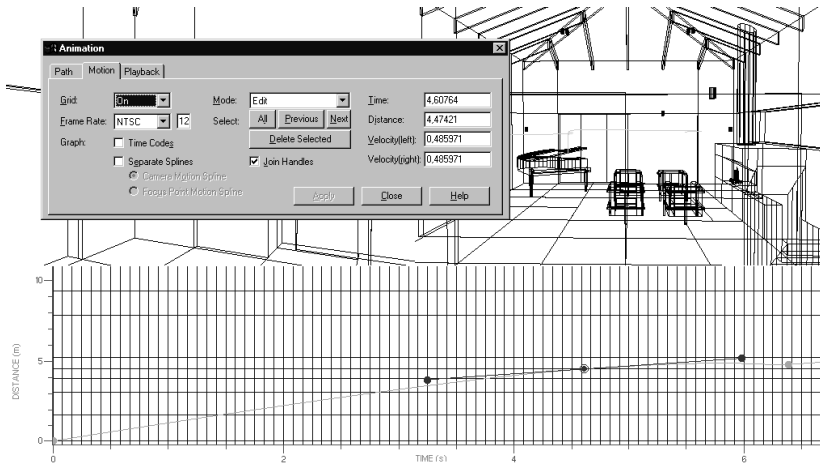 Animation
Path Motion Playback
Grid: On Mode: Edit Time: 4,60764
Frame Rate: NTSC 12 Select: All Previous Next Distance: 4,47421
Graph: Time Codes Delete Selected Velocity(left): 0,485971
Separate Splines Join Handles Velocity(right): 0,485971
Camera Motion Spline
Focus Point Motion Spline
Apply Close Help
10
5
0
DISTANCE (m)
0 2 4 6
TIME (s)